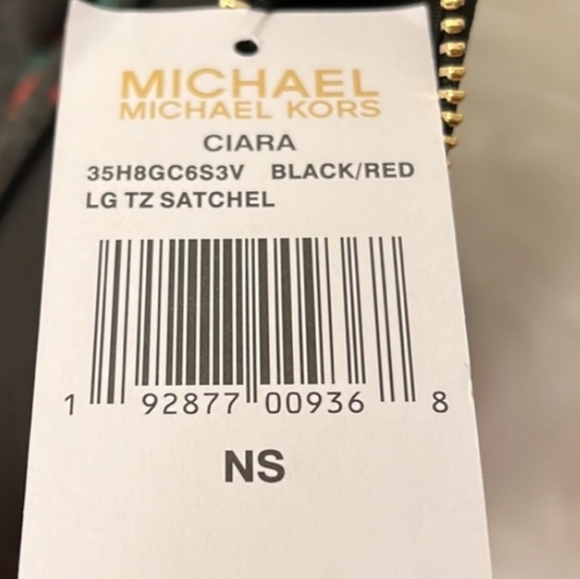 MICHAEL
MICHAEL KORS
CIARA
35H8GC6S3V BLACK/RED
LG TZ SATCHEL
1 92877 00936 8
NS